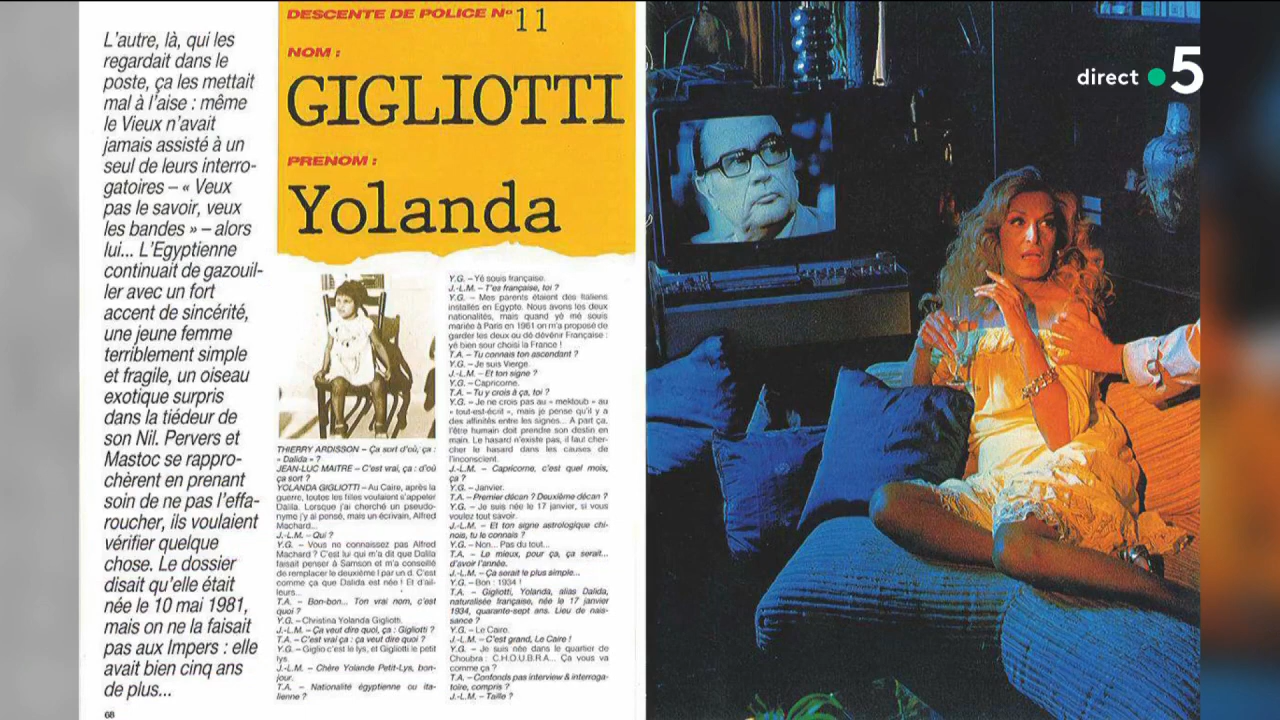 L'autre, là, qui les
regardait dans le
poste, ça les mettait
mal à l'aise : même
le Vieux n'avait
jamais assisté à un
seul de leurs interro-
gatoires – « Veux
pas le savoir, veux
les bandes » – alors
lui... L'Egyptienne
continuait de gazouil-
ler avec un fort
accent de sincérité,
une jeune femme
terriblement simple
et fragile, un oiseau
exotique surpris
dans la tiédeur de
son Nil. Pervers et
Mastoc se rappro-
chèrent en prenant
soin de ne pas l'effa-
roucher, ils voulaient
vérifier quelque
chose. Le dossier
disait qu'elle était
née le 10 mai 1981,
mais on ne la faisait
pas aux Impers : elle
avait bien cinq ans
de plus...
68
DESCENTE DE POLICE N° 11
NOM :
GIGLIOTTI
PRENOM :
Yolanda
THIERRY ARDISSON – Ça sort d'où, ça :
« Dalida » ?
JEAN-LUC MAITRE – C'est vrai, ça : d'où
ça sort ?
YOLANDA GIGLIOTTI – Au Caire, après la
guerre, toutes les filles voulaient s'appeler
Dalila. Lorsque j'ai cherché un pseudo-
nyme j'y ai pensé, mais un écrivain, Alfred
Machard...
J.-L.M. – Qui ?
Y.G. – Vous ne connaissez pas Alfred
Machard ? C'est lui qui m'a dit que Dalila
faisait penser à Samson et m'a conseillé
de remplacer le deuxième l par un d. C'est
comme ça que Dalida est née ! Et d'ail-
leurs...
T.A. – Bon-bon... Ton vrai nom, c'est
quoi ?
Y.G. – Christina Yolanda Gigliotti.
J.-L.M. – Ça veut dire quoi, ça : Gigliotti ?
T.A. – C'est vrai ça : ça veut dire quoi ?
Y.G. – Giglio c'est le lys, et Gigliotti le petit
lys.
J.-L.M. – Chère Yolande Petit-Lys, bon-
jour.
T.A. – Nationalité égyptienne ou ita-
lienne ?
Y.G. – Yé souis française.
J.-L.M. – T'es française, toi ?
Y.G. – Mes parents étaient des Italiens
installés en Egypte. Nous avons les deux
nationalités, mais quand yé mé souis
mariée à Paris en 1961 on m'a proposé de
garder les deux ou dé dévenir Française :
yé bien sour choisi la France !
T.A. – Tu connais ton ascendant ?
Y.G. – Je suis Vierge.
J.-L.M. – Et ton signe ?
Y.G. – Capricorne.
T.A. – Tu y crois à ça, toi ?
Y.G. – Je ne crois pas au « mektoub » au
« tout-est-écrit », mais je pense qu'il y a
des affinités entre les signes... A part ça,
l'être humain doit prendre son destin en
main. Le hasard n'existe pas, il faut cher-
cher le hasard dans les causes de
l'inconscient.
J.-L.M. – Capricorne, c'est quel mois,
ça ?
Y.G. – Janvier.
T.A. – Premier décan ? Deuxième décan ?
Y.G. – Je suis née le 17 janvier, si vous
voulez tout savoir.
J.-L.M. – Et ton signe astrologique chi-
nois, tu le connais ?
Y.G. – Non... Pas du tout...
T.A. – Le mieux, pour ça, ça serait...
d'avoir l'année.
J.-L.M. – Ça serait le plus simple...
Y.G. – Bon : 1934 !
T.A. – Gigliotti, Yolanda, alias Dalida,
naturalisée française, née le 17 janvier
1934, quarante-sept ans. Lieu de nais-
sance ?
Y.G. – Le Caire.
J.-L.M. – C'est grand, Le Caire !
Y.G. – Je suis née dans le quartier de
Choubra : C.H.O.U.B.R.A... Ça vous va
comme ça ?
T.A. – Confonds pas interview & interroga-
toire, compris ?
J.-L.M. – Taille ?
direct 5